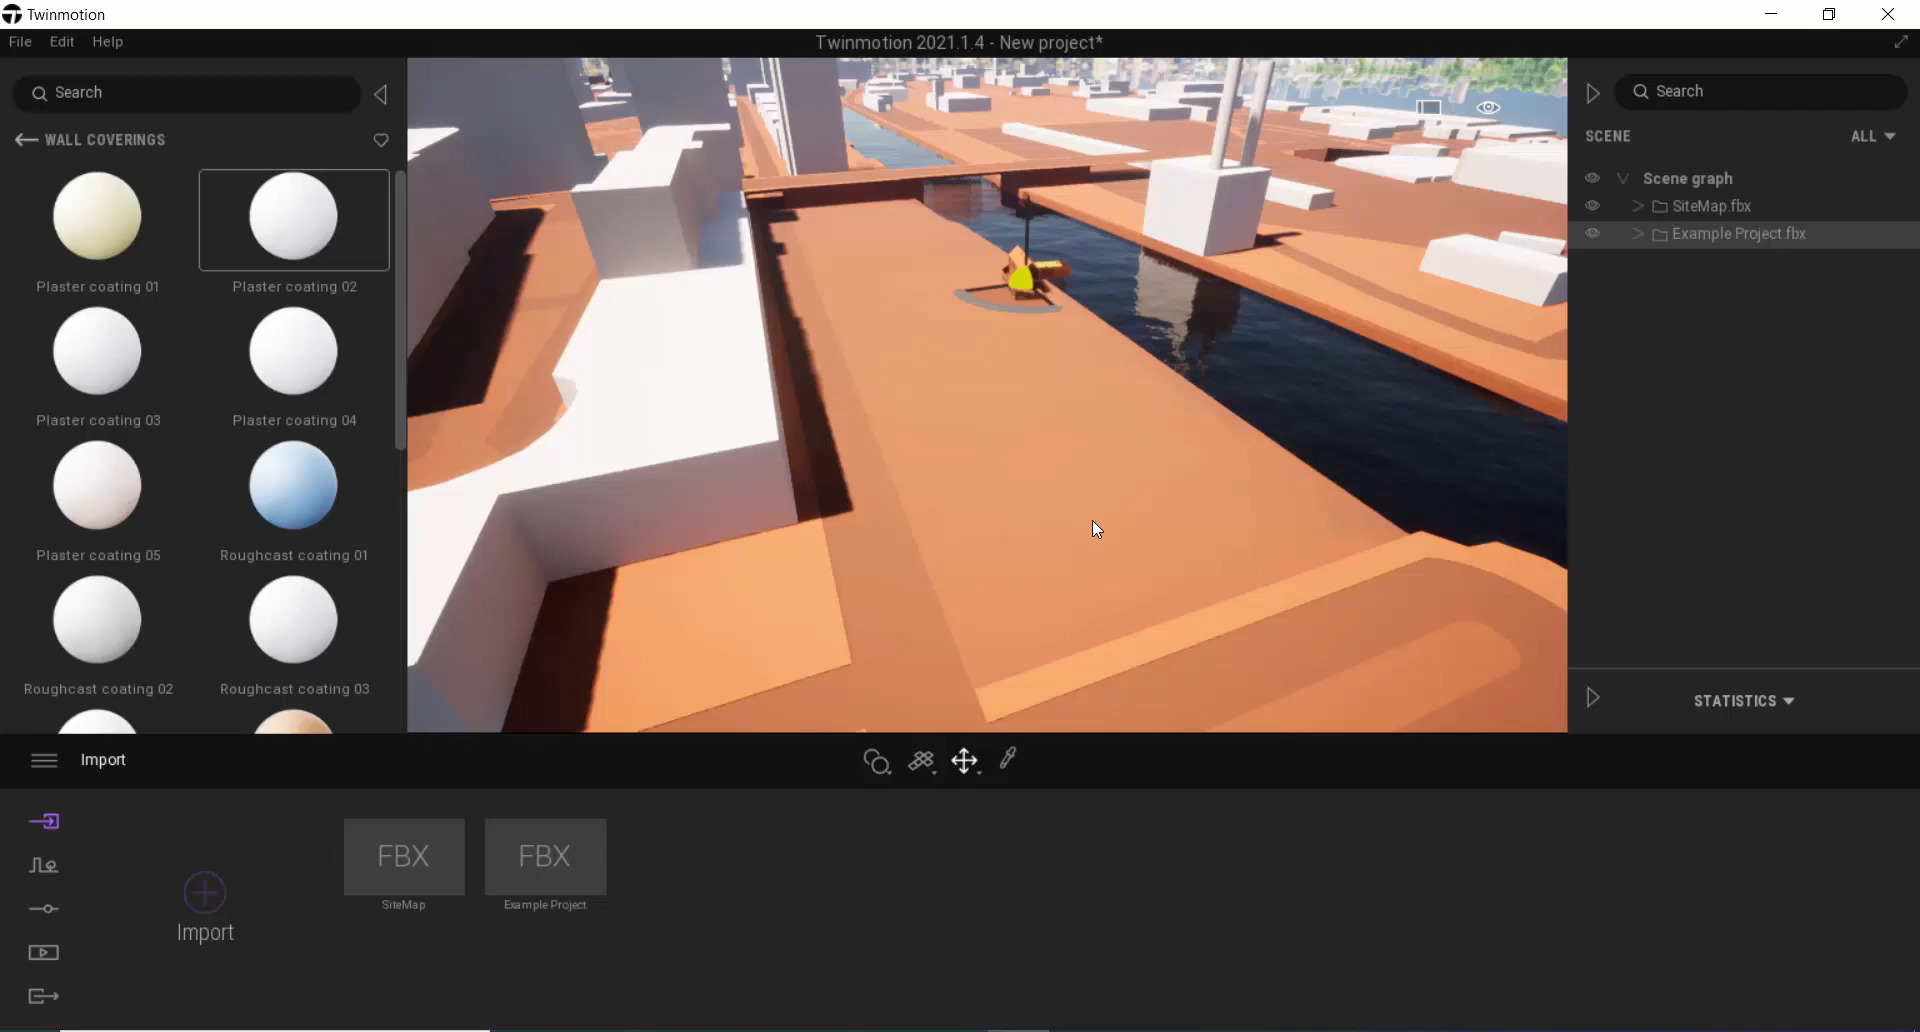 Twinmotion
File Edit Help
Twinmotion 2021.1.4 - New project*
Search
WALL COVERINGS
Plaster coating 01
Plaster coating 02
Plaster coating 03
Plaster coating 04
Plaster coating 05
Roughcast coating 01
Roughcast coating 02
Roughcast coating 03
Search
SCENE
ALL
Scene graph
SiteMap.fbx
Example Project.fbx
STATISTICS
Import
Import
FBX
SiteMap
FBX
Example Project